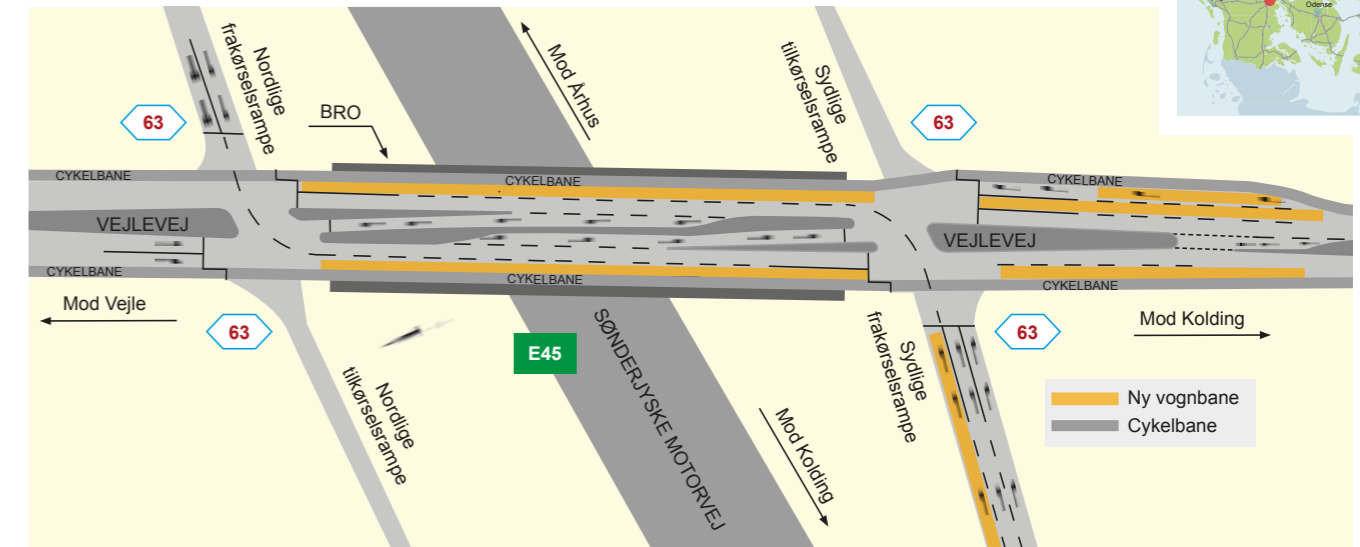 Odense
Nordlige
frakørselsrampe
63
BRO
Mod Århus
Sydlige
tilkørselsrampe
63
CYKELBANE
CYKELBANE
CYKELBANE
VEJLEVEJ
VEJLEVEJ
CYKELBANE
CYKELBANE
CYKELBANE
Mod Vejle
63
Nordlige
tilkørselsrampe
E45
SØNDERJYSKE MOTORVEJ
Mod Kolding
Sydlige
frakørselsrampe
63
Mod Kolding
Ny vognbane
Cykelbane